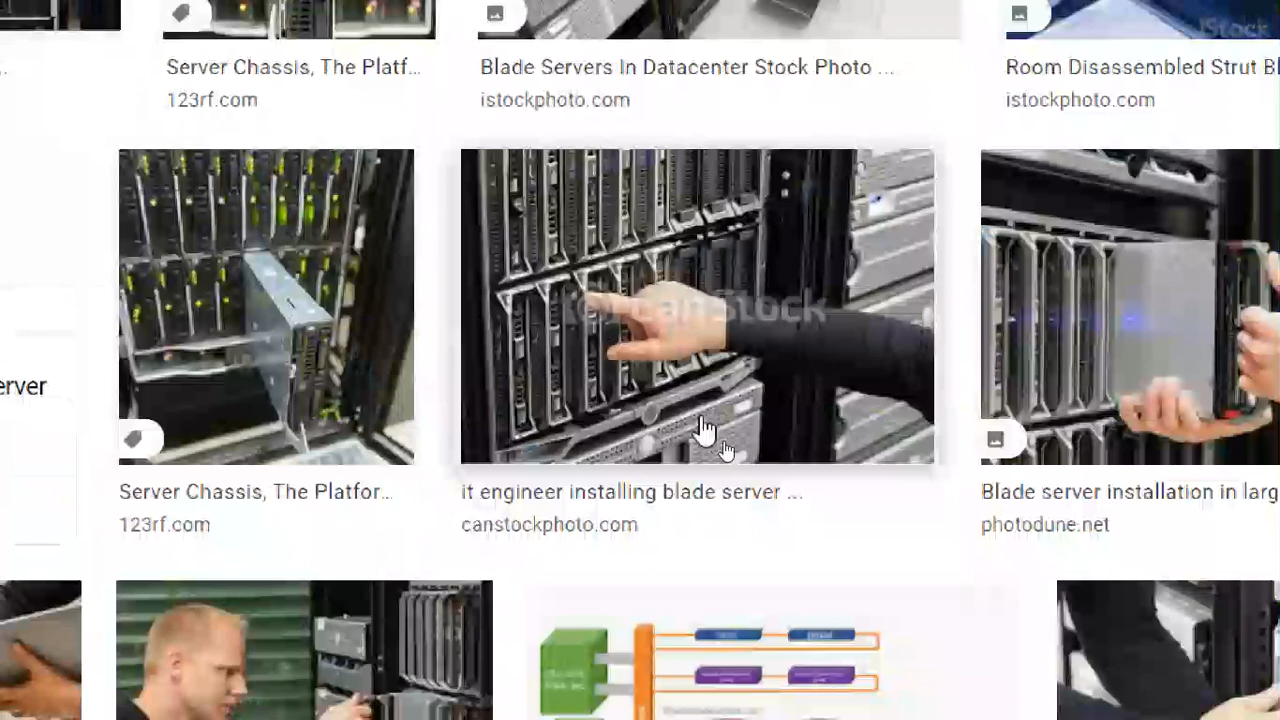 iStock
Server Chassis, The Platf...
Blade Servers In Datacenter Stock Photo ...
Room Disassembled Strut Bl
123rf.com
istockphoto.com
istockphoto.com
erver
Server Chassis, The Platfor...
it engineer installing blade server ...
Blade server installation in larg
123rf.com
canstockphoto.com
photodune.net